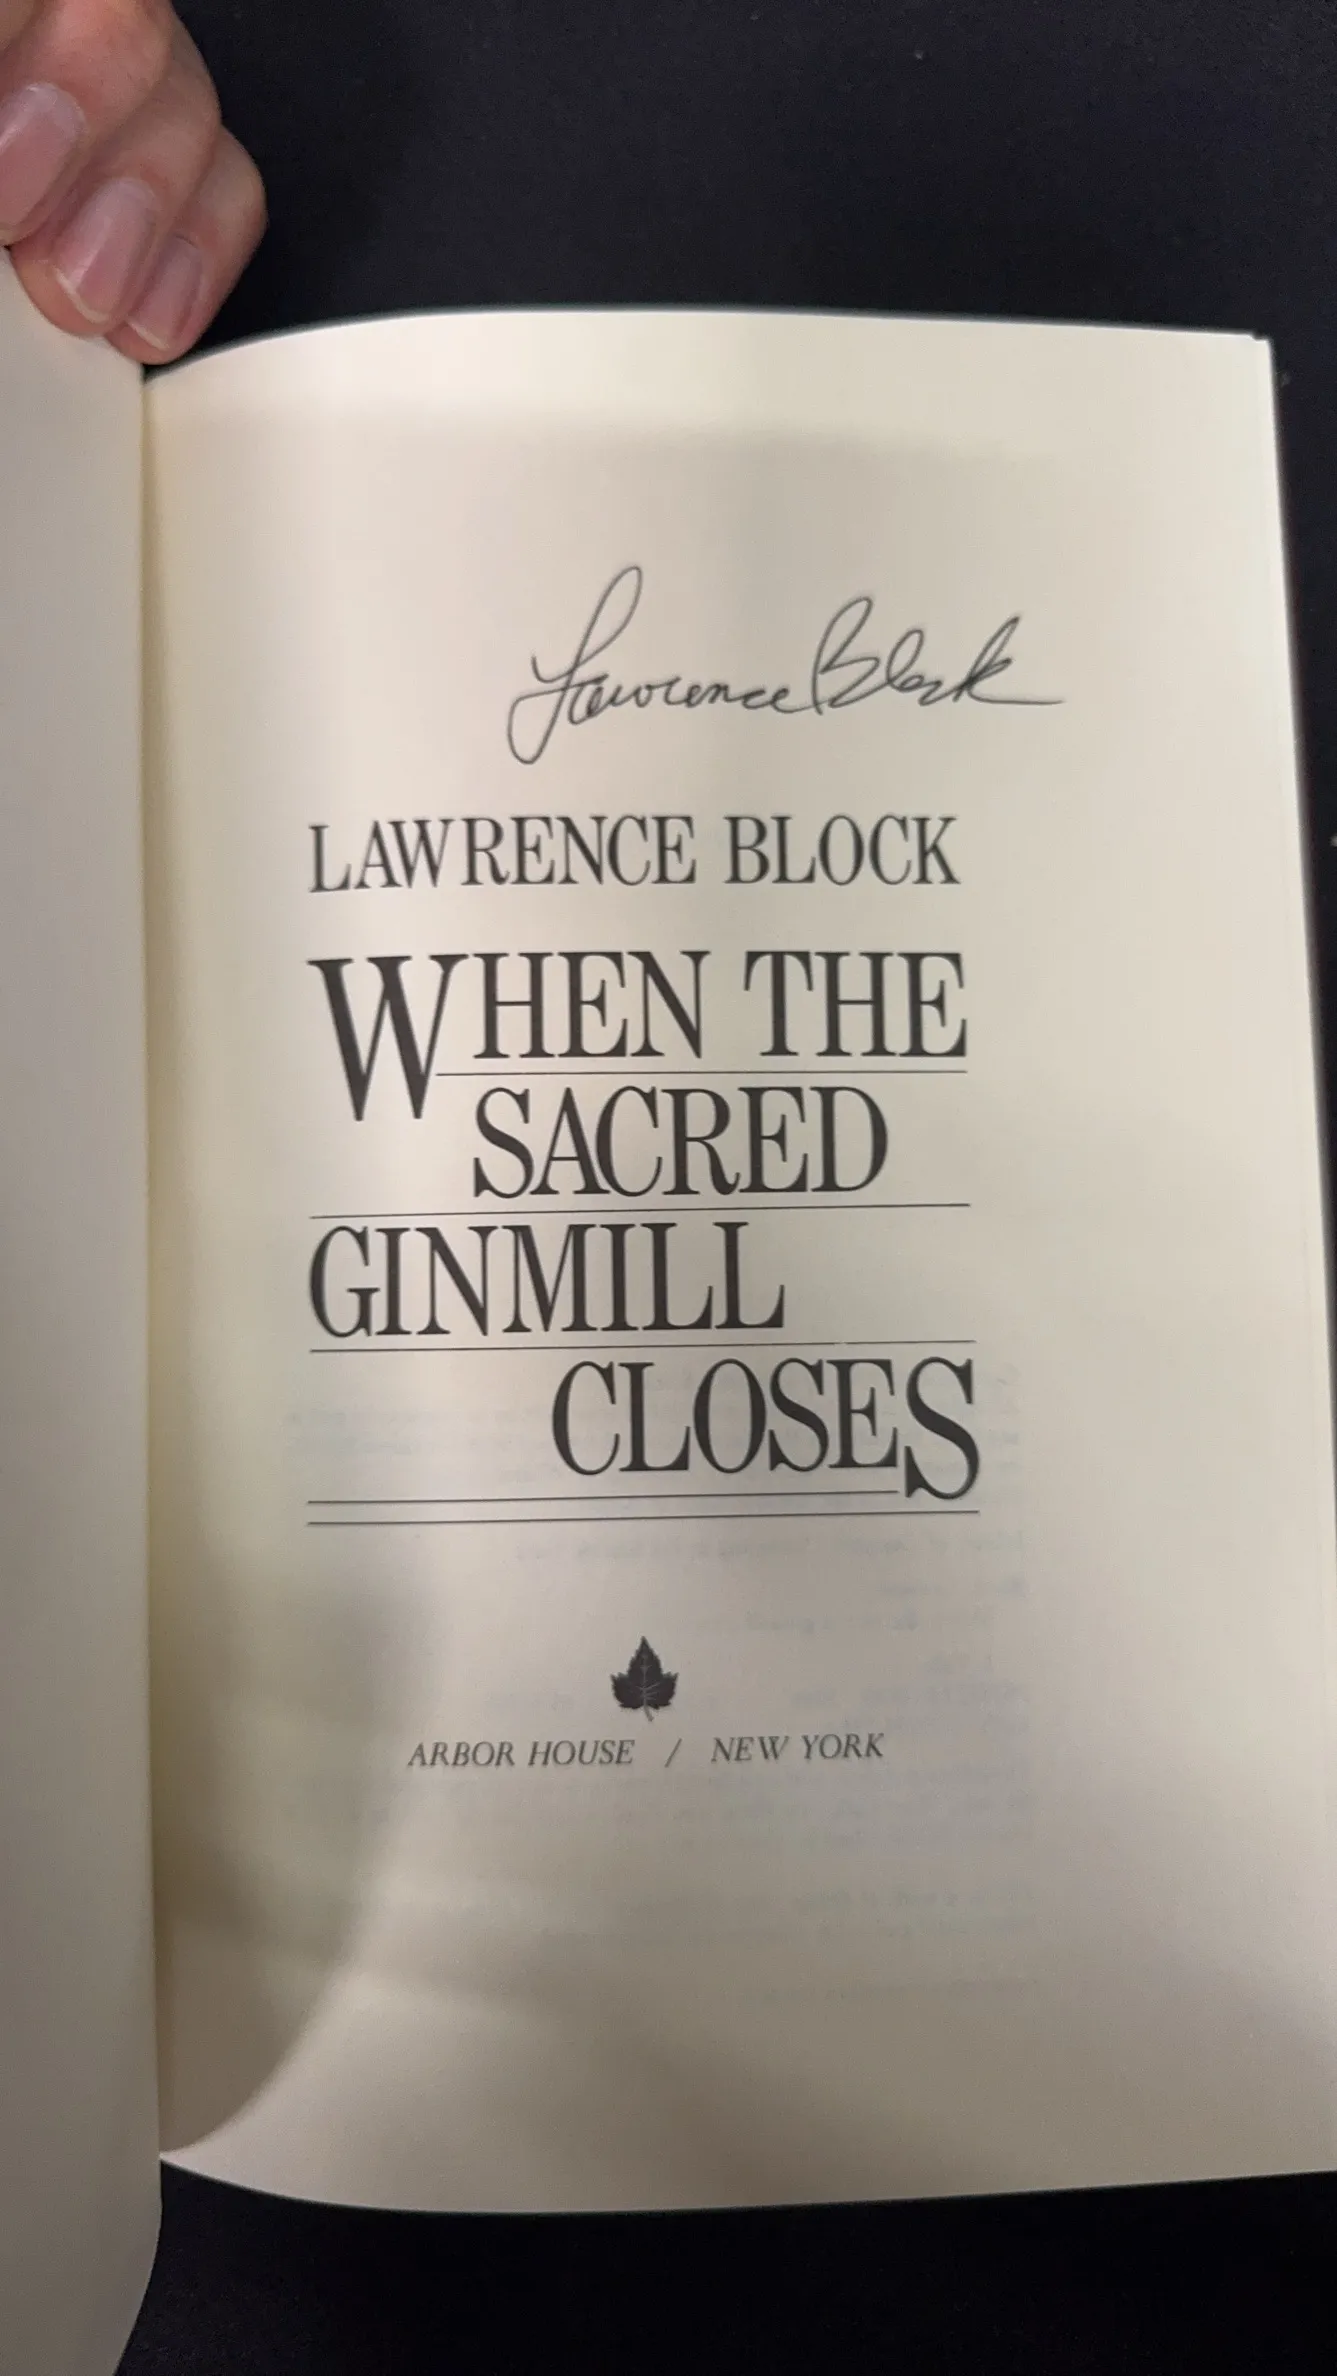 Lawrence Block
LAWRENCE BLOCK
WHEN THE
SACRED
GINMILL
CLOSES
ARBOR HOUSE / NEW YORK